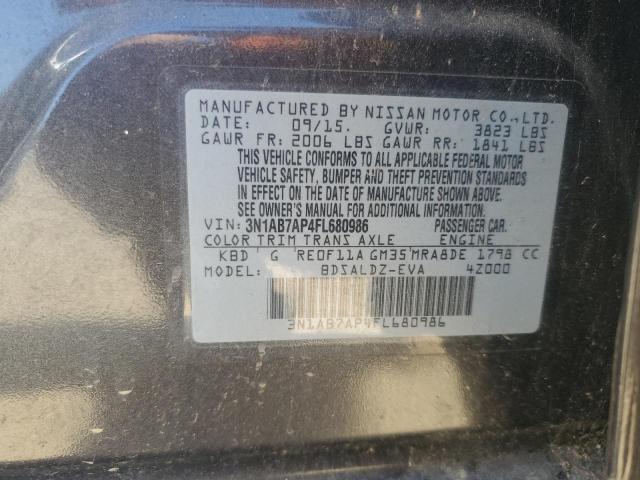 MANUFACTURED BY NISSAN MOTOR CO.,LTD.
DATE: 09/15. GVWR: 3823 LBS
GAWR FR: 2006 LBS GAWR RR: 1841 LBS
THIS VEHICLE CONFORMS TO ALL APPLICABLE FEDERAL MOTOR
VEHICLE SAFETY, BUMPER AND THEFT PREVENTION STANDARDS
IN EFFECT ON THE DATE OF MANUFACTURE SHOWN ABOVE.
SEE OWNER'S MANUAL FOR ADDITIONAL INFORMATION.
VIN: 3N1AB7AP4FL680986 PASSENGER CAR.
COLOR TRIM TRANS AXLE ENGINE
KBD G RE0F11A GM35 MRA8DE 1798 CC
MODEL: BDSALDZ-EVA 4Z000
3N1AB7AP4FL680986